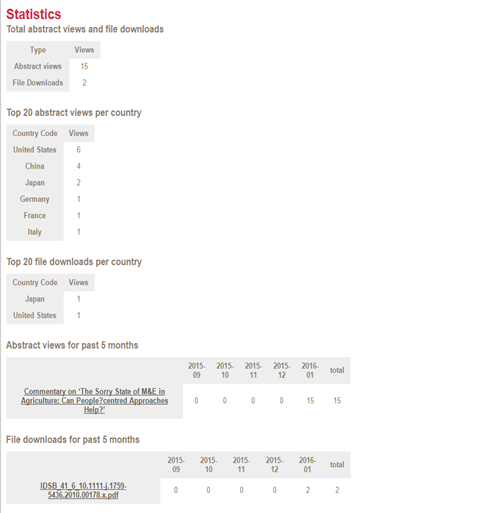 Statistics
Total abstract views and file downloads
Type Views
Abstract views 15
File Downloads 2
Top 20 abstract views per country
Country Code Views
United States 6
China 4
Japan 2
Germany 1
France 1
Italy 1
Top 20 file downloads per country
Country Code Views
Japan 1
United States 1
Abstract views for past 5 months
2015- 2015- 2015- 2015- 2016- total
09 10 11 12 01
Commentary on ‘The Sorry State of M&E in
Agriculture: Can People?centred Approaches 0 0 0 0 15 15
Help?’
File downloads for past 5 months
2015- 2015- 2015- 2015- 2016- total
09 10 11 12 01
IDSB_41_6_10.1111-j.1759- 0 0 0 0 2 2
5436.2010.00178.x.pdf